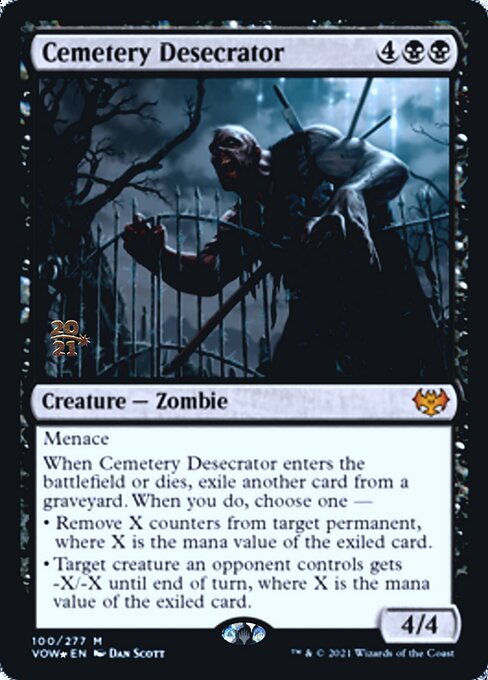 Cemetery Desecrator 4
20
21
Creature — Zombie
Menace
When Cemetery Desecrator enters the
battlefield or dies, exile another card from a
graveyard. When you do, choose one —
• Remove X counters from target permanent,
where X is the mana value of the exiled card.
• Target creature an opponent controls gets
-X/-X until end of turn, where X is the mana
value of the exiled card.
4/4
100/277 M
VOW★EN Dan Scott
™ & © 2021 Wizards of the Coast